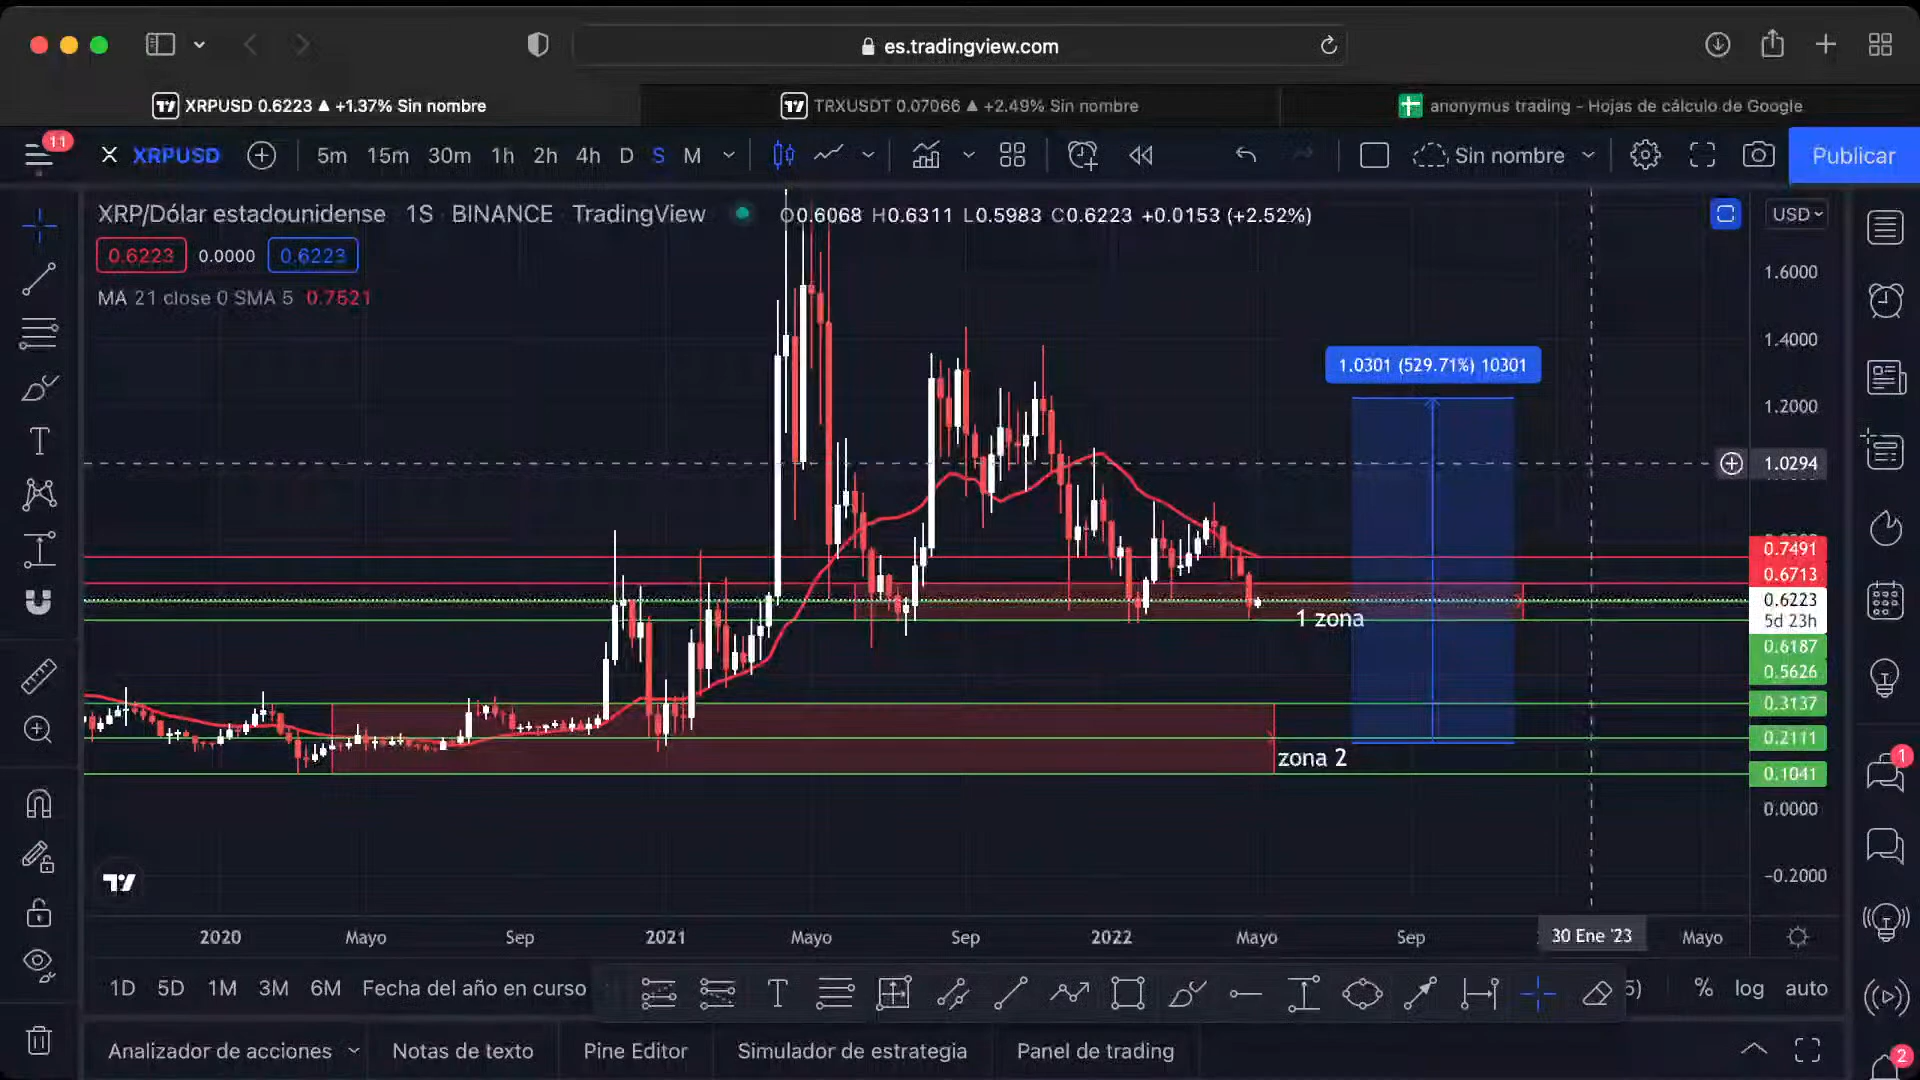 es.tradingview.com
XRPUSD 0.6223 ▲ +1.37% Sin nombre
TRXUSDT 0.07066 ▲ +2.49% Sin nombre
anonymus trading - Hojas de cálculo de Google
11
XRPUSD
5m 15m 30m 1h 2h 4h D S M
Sin nombre
Publicar
XRP/Dólar estadounidense 1S BINANCE TradingView
O0.6068 H0.6311 L0.5983 C0.6223 +0.0153 (+2.52%)
USD
0.6223 0.0000 0.6223
MA 21 close 0 SMA 5 0.7521
1.6000
1.4000
1.0301 (529.71%) 10301
1.2000
1.0294
0.7491
0.6713
0.6223
5d 23h
1 zona
0.6187
0.5626
0.3137
0.2111
zona 2
0.1041
0.0000
-0.2000
1
2020 Mayo Sep 2021 Mayo Sep 2022 Mayo Sep 30 Ene '23 Mayo
1D 5D 1M 3M 6M Fecha del año en curso
5) % log auto
Analizador de acciones Notas de texto Pine Editor Simulador de estrategia Panel de trading
2